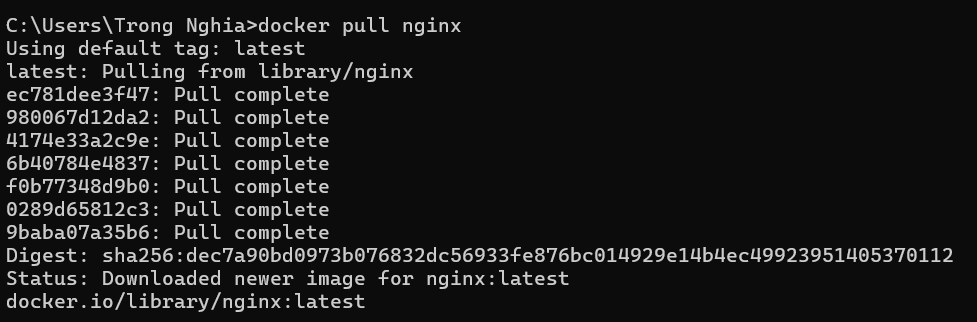 C:\Users\Trong Nghia>docker pull nginx
Using default tag: latest
latest: Pulling from library/nginx
ec781dee3f47: Pull complete
980067d12da2: Pull complete
4174e33a2c9e: Pull complete
6b40784e4837: Pull complete
f0b77348d9b0: Pull complete
0289d65812c3: Pull complete
9baba07a35b6: Pull complete
Digest: sha256:dec7a90bd0973b076832dc56933fe876bc014929e14b4ec49923951405370112
Status: Downloaded newer image for nginx:latest
docker.io/library/nginx:latest